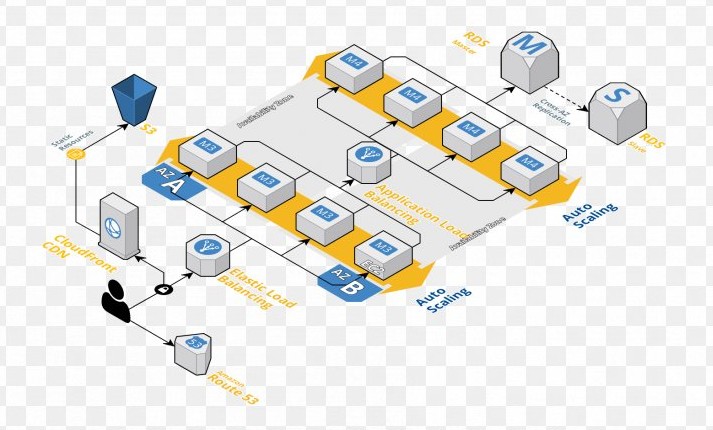 RDS
Master
M
M4
M4
M4
M4
Cross-AZ
Replication
S
RDS
Slave
S3
Static
Resources
Availability Zone
M3
M3
M3
M3
EC2
AZ
A
AZ
B
Application Load
Balancing
Availability Zone
Auto
Scaling
Auto
Scaling
CloudFront
CDN
Elastic Load
Balancing
53
Amazon
Route 53